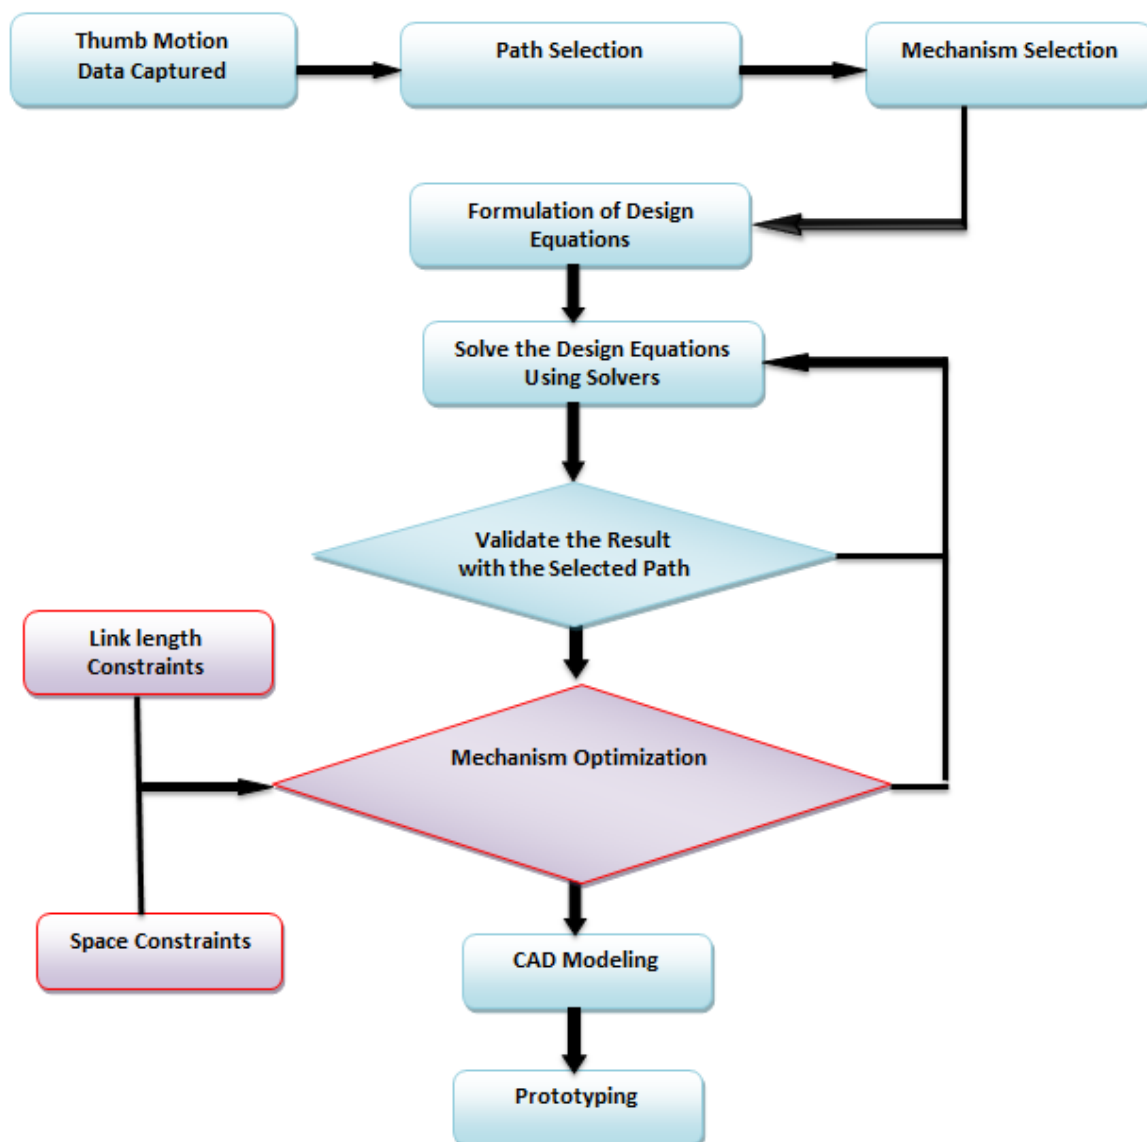 Thumb Motion
Data Captured
Path Selection
Mechanism Selection
Formulation of Design
Equations
Solve the Design Equations
Using Solvers
Validate the Result
with the Selected Path
Link length
Constraints
Mechanism Optimization
Space Constraints
CAD Modeling
Prototyping